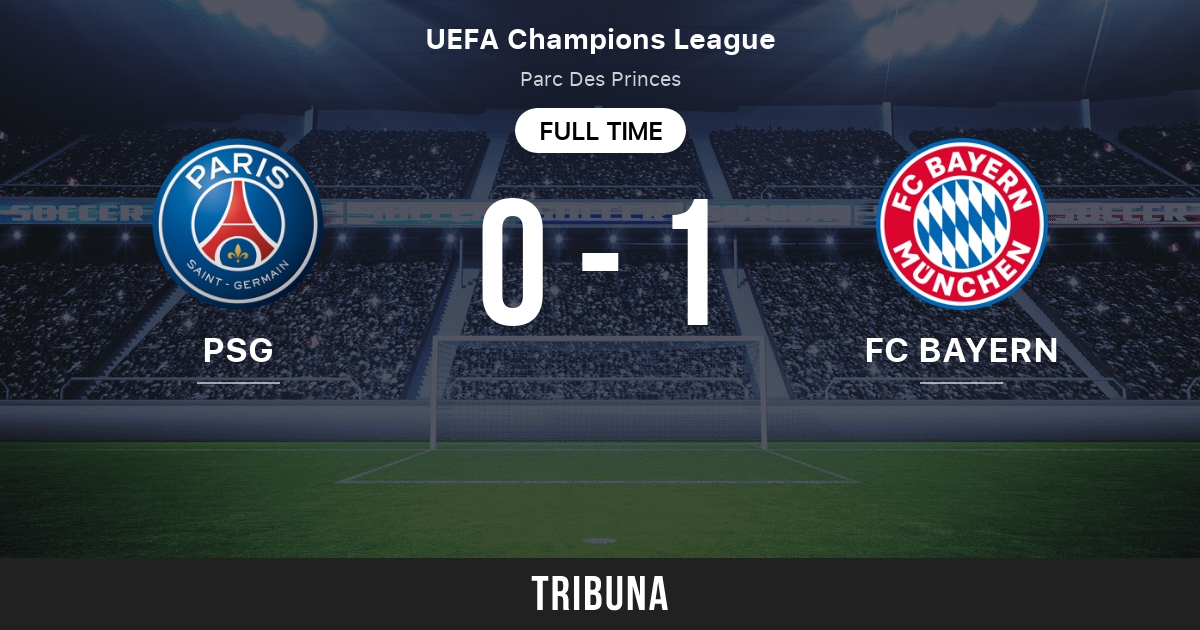 UEFA Champions League
Parc Des Princes
FULL TIME
PARIS
SAINT - GERMAIN
0 - 1
FC BAYERN
MÜNCHEN
SOCCER
PSG
FC BAYERN
TRIBUNA